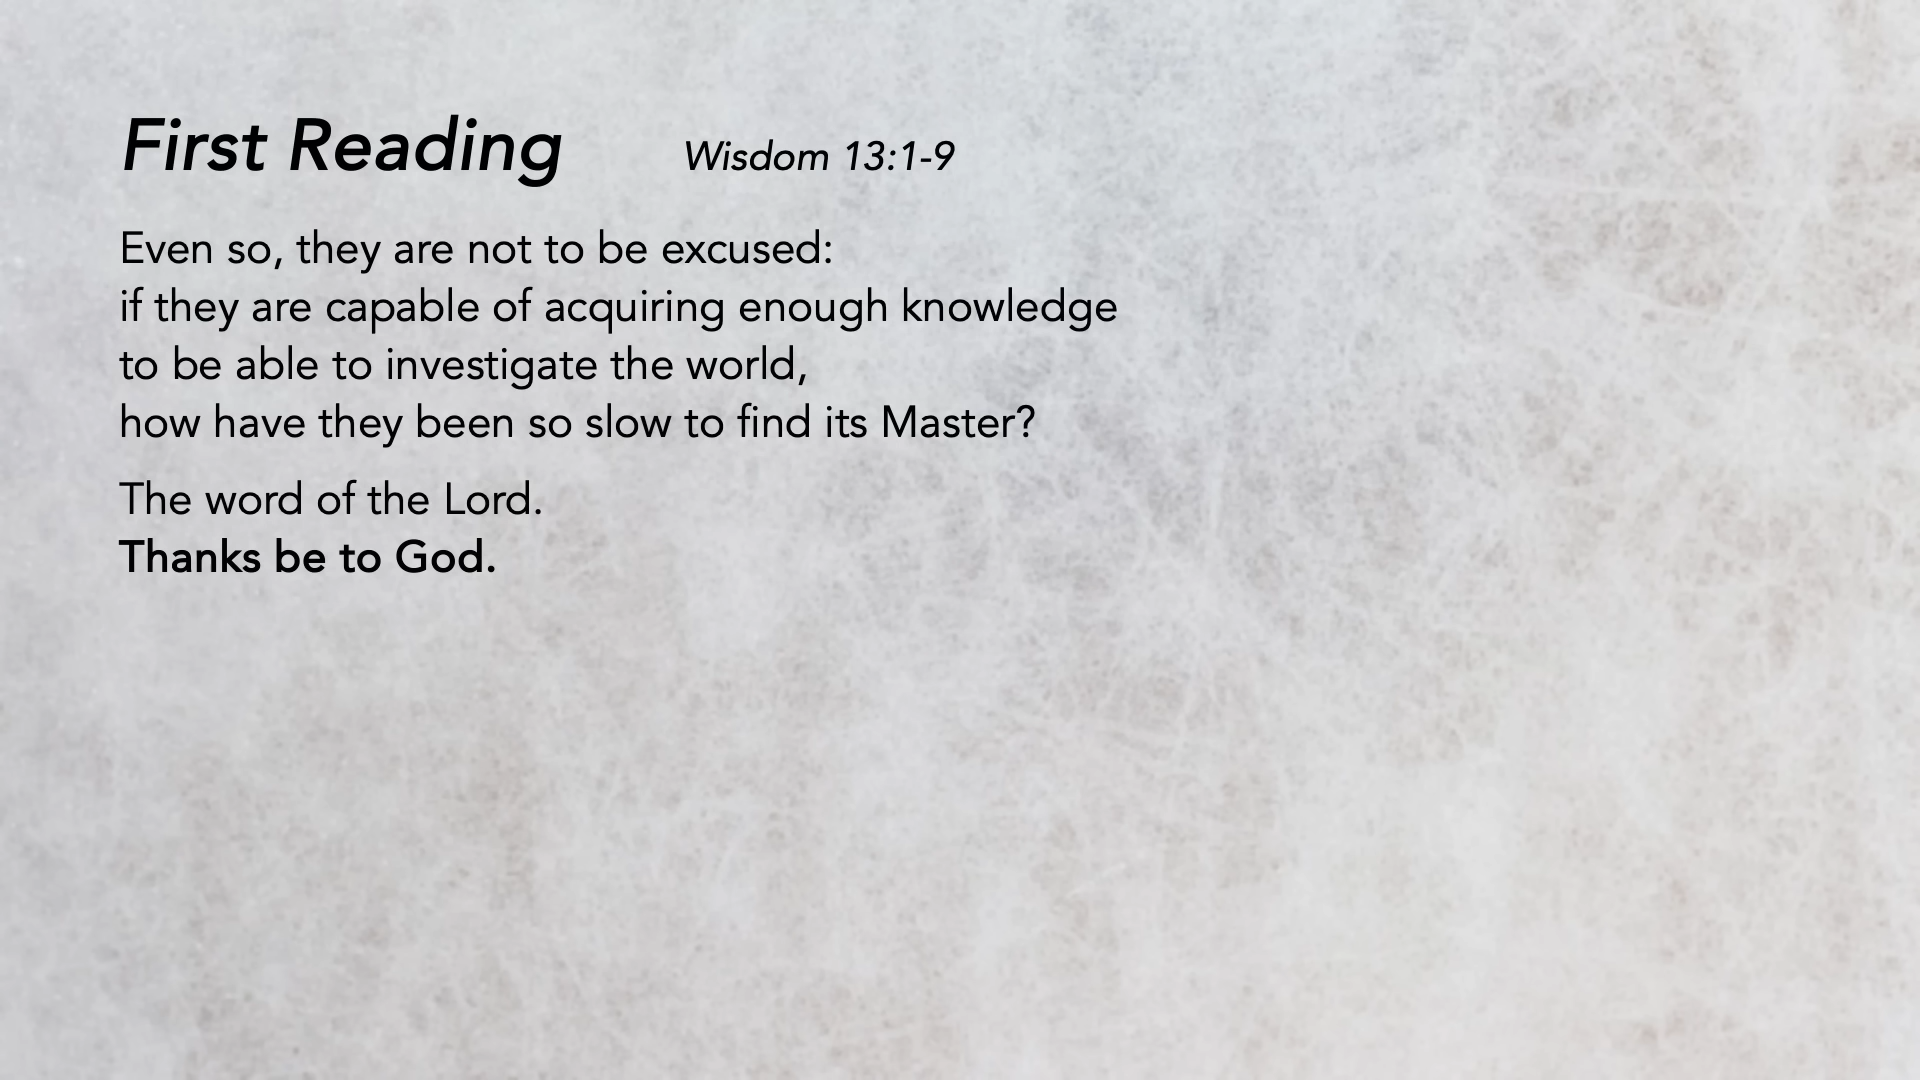 First Reading Wisdom 13:1-9
Even so, they are not to be excused:
if they are capable of acquiring enough knowledge
to be able to investigate the world,
how have they been so slow to find its Master?
The word of the Lord.
Thanks be to God.